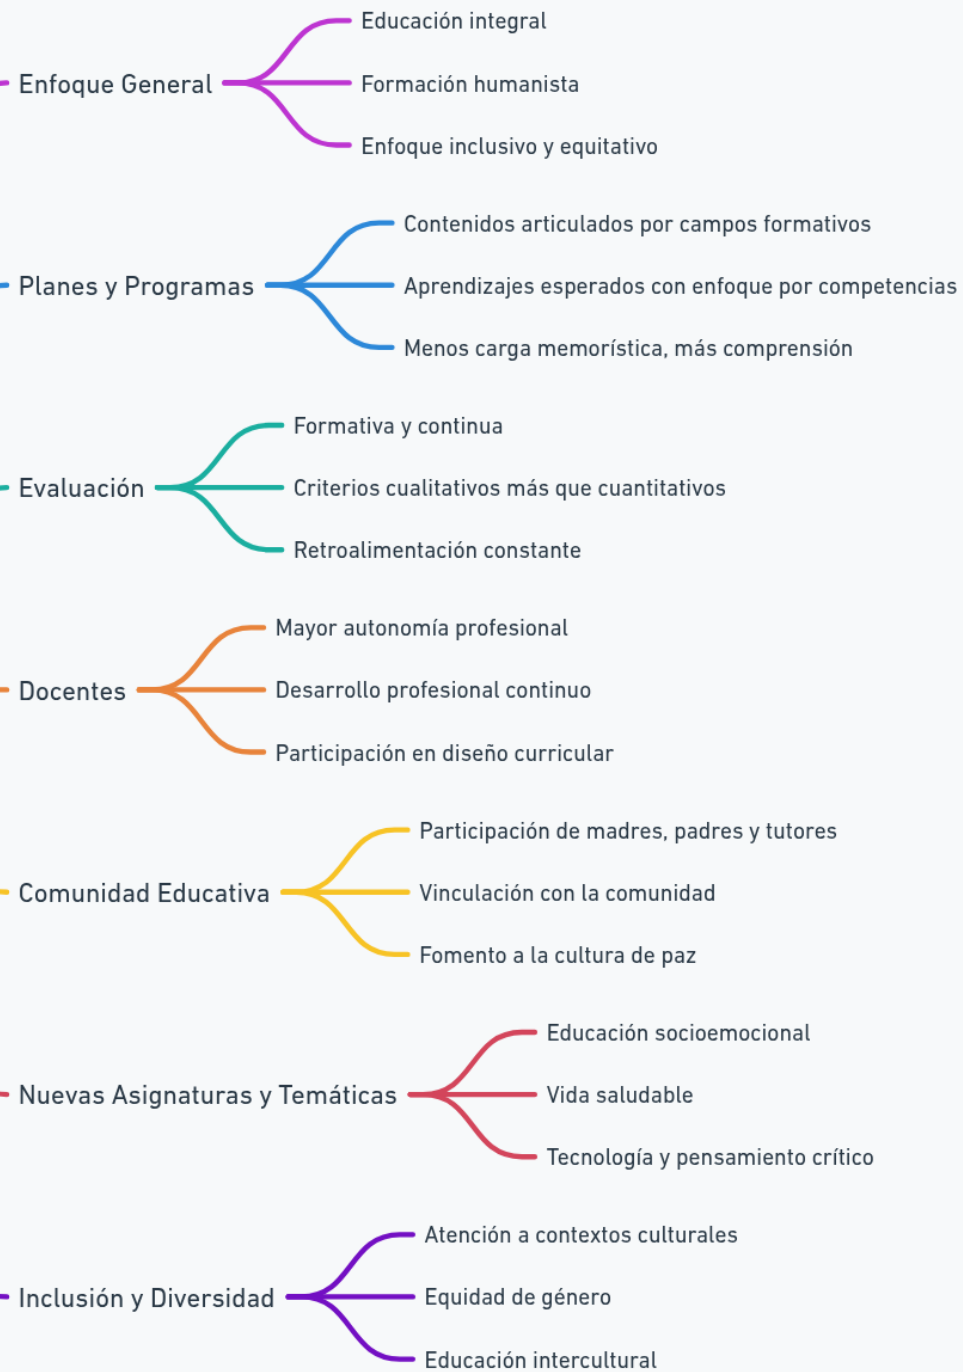 Enfoque General
Educación integral
Formación humanista
Enfoque inclusivo y equitativo
Planes y Programas
Contenidos articulados por campos formativos
Aprendizajes esperados con enfoque por competencias
Menos carga memorística, más comprensión
Evaluación
Formativa y continua
Criterios cualitativos más que cuantitativos
Retroalimentación constante
Docentes
Mayor autonomía profesional
Desarrollo profesional continuo
Participación en diseño curricular
Comunidad Educativa
Participación de madres, padres y tutores
Vinculación con la comunidad
Fomento a la cultura de paz
Nuevas Asignaturas y Temáticas
Educación socioemocional
Vida saludable
Tecnología y pensamiento crítico
Inclusión y Diversidad
Atención a contextos culturales
Equidad de género
Educación intercultural